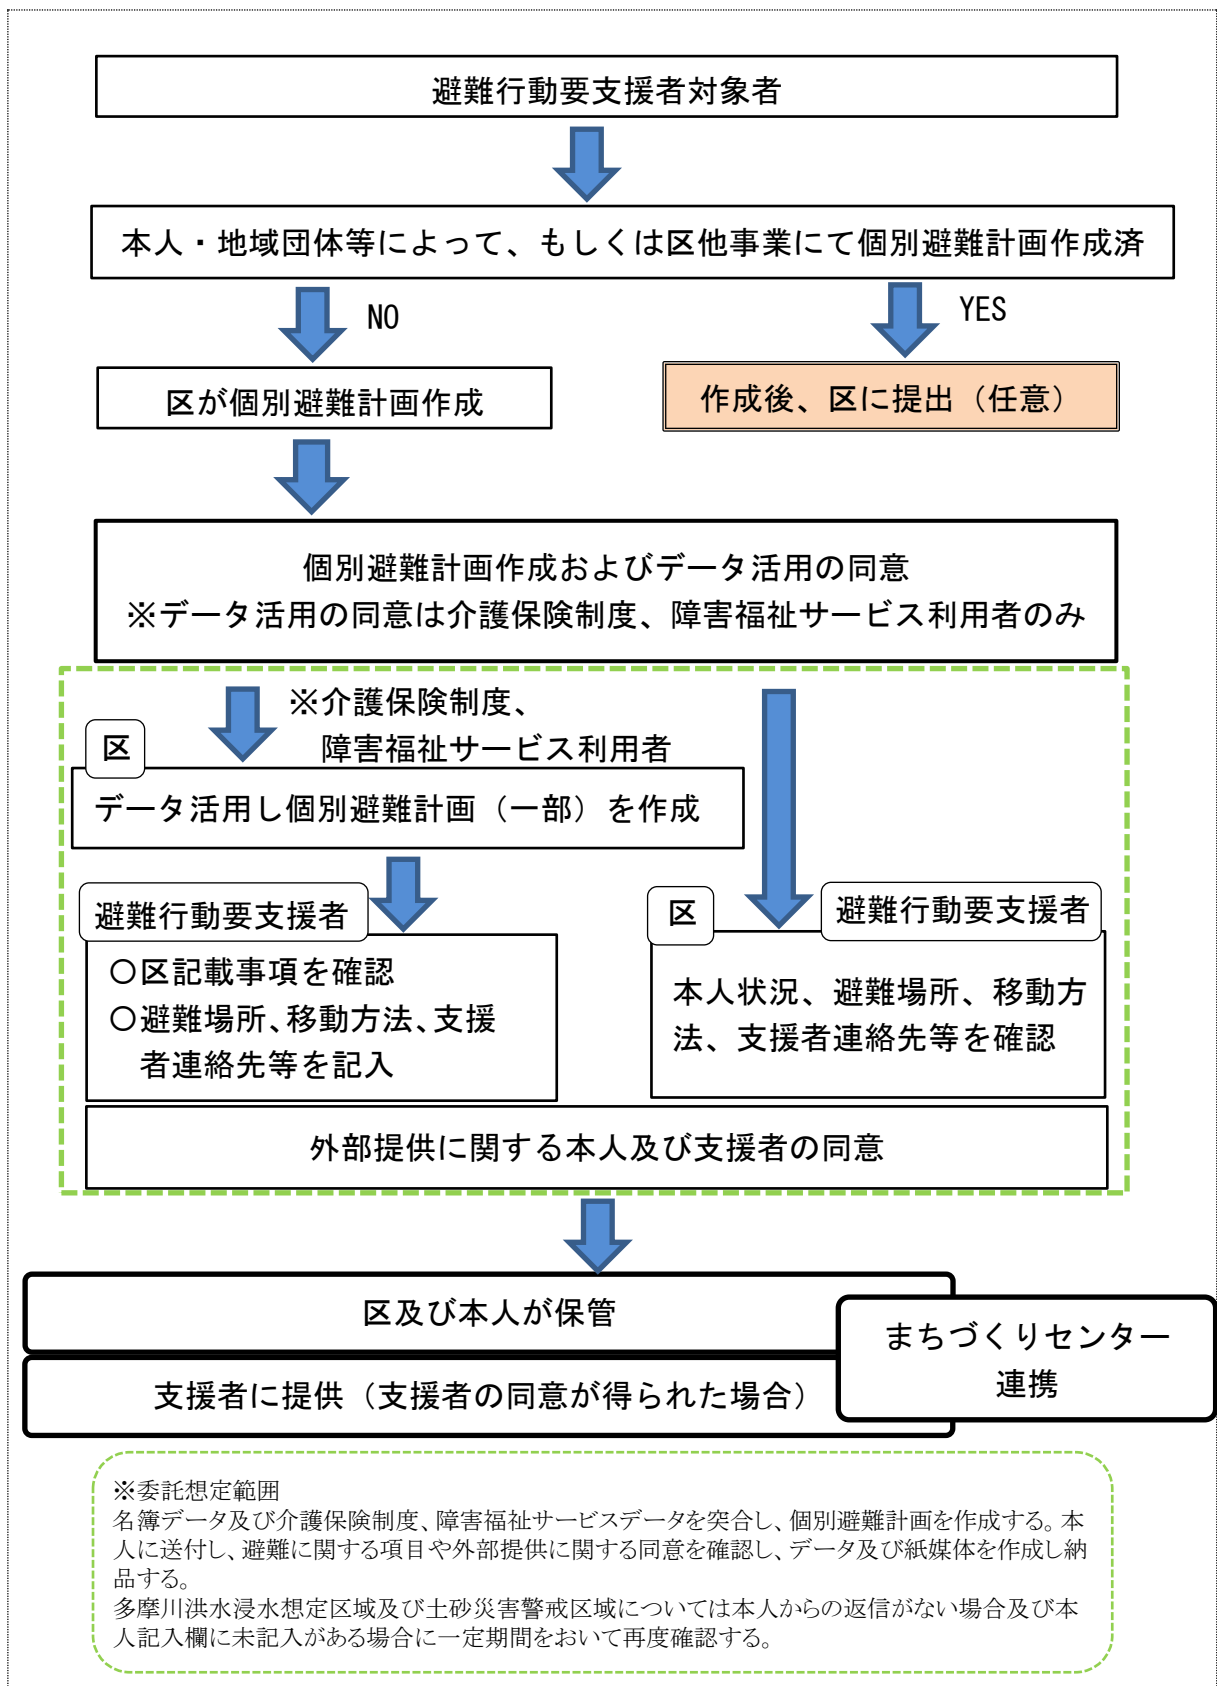 避難行動要支援者対象者
本人・地域団体等によって、もしくは区他事業にて個別避難計画作成済
NO
YES
区が個別避難計画作成
作成後、区に提出（任意）
個別避難計画作成およびデータ活用の同意
※データ活用の同意は介護保険制度、障害福祉サービス利用者のみ
※介護保険制度、
障害福祉サービス利用者
区
データ活用し個別避難計画（一部）を作成
避難行動要支援者
○区記載事項を確認
○避難場所、移動方法、支援
者連絡先等を記入
区
避難行動要支援者
本人状況、避難場所、移動方
法、支援者連絡先等を確認
外部提供に関する本人及び支援者の同意
区及び本人が保管
支援者に提供（支援者の同意が得られた場合）
まちづくりセンター
連携
※委託想定範囲
名簿データ及び介護保険制度、障害福祉サービスデータを突合し、個別避難計画を作成する。本
人に送付し、避難に関する項目や外部提供に関する同意を確認し、データ及び紙媒体を作成し納
品する。
多摩川洪水浸水想定区域及び土砂災害警戒区域については本人からの返信がない場合及び本
人記入欄に未記入がある場合に一定期間をおいて再度確認する。